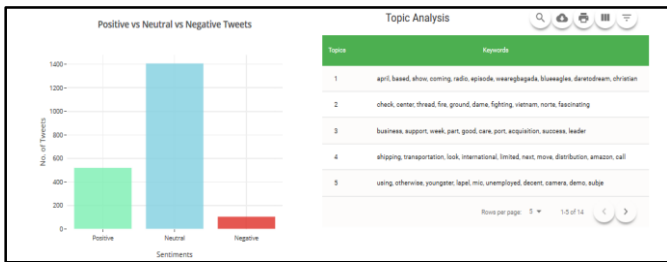 Positive vs Neutral vs Negative Tweets
No. of Tweets
1400
1200
1000
800
600
400
200
0
Positive
Neutral
Negative
Sentiments
Topic Analysis
Topics Keywords
1 april, based, show, coming, radio, episode, wearegbagada, blueeagles, daretodream, christian
2 check, center, thread, fire, ground, dame, fighting, vietnam, norte, fascinating
3 business, support, week, part, good, care, port, acquisition, success, leader
4 shipping, transportation, look, international, limited, next, move, distribution, amazon, call
5 using, otherwise, youngster, lapel, mio, unemployed, decent, camera, demo, subje
Rows per page: 5 1-5 of 14